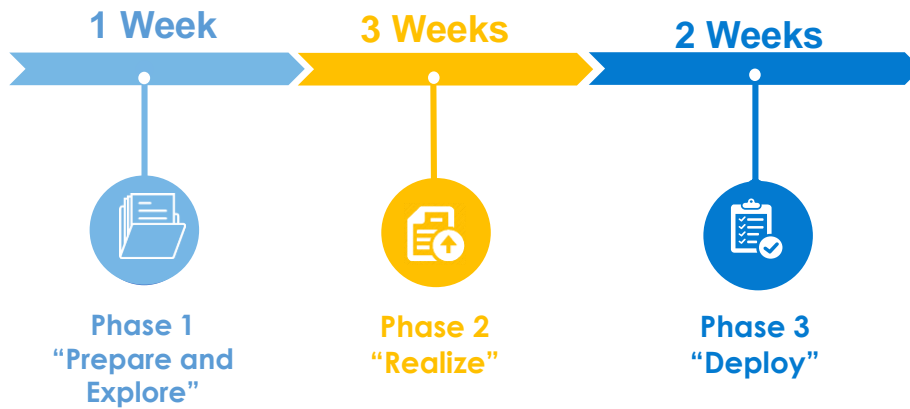 1 Week
3 Weeks
2 Weeks
Phase 1
“Prepare and
Explore”
Phase 2
“Realize”
Phase 3
“Deploy”